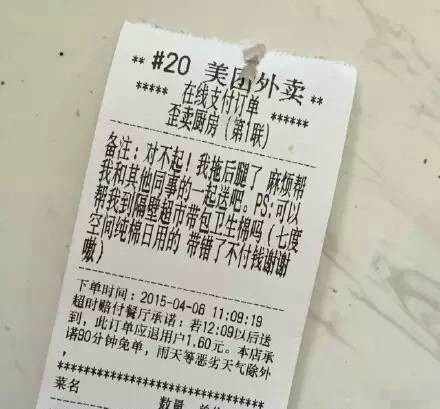 ** #20 美团外卖 **
***** 在线支付订单 ******
歪卖厨房（第1联）
备注：对不起！我拖后腿了 麻烦帮
我和其他同事的一起送吧。PS:可以
帮我到隔壁超市带包卫生棉吗（七度
空间纯棉日用的 带错了不付钱谢谢
嗷）
下单时间：2015-04-06 11:09:19
超时赔付餐厅承诺：若12:09以后送
到，此订单应退用户1.60元。本店承
诺90分钟免单，雨天等恶劣天气除外
，
********************************
菜名 数量